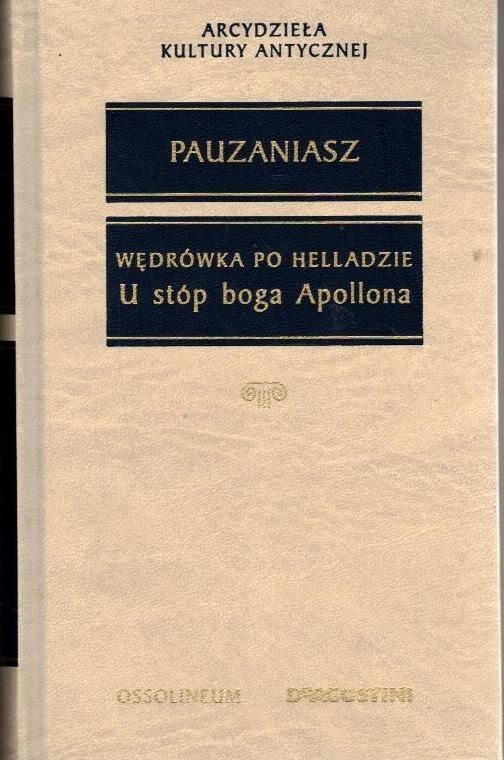 ARCYDZIEŁA
KULTURY ANTYCZNEJ
PAUZANIASZ
WĘDRÓWKA PO HELLADZIE
U stóp boga Apollona
OSSOLINEUM DEAGOSTINI